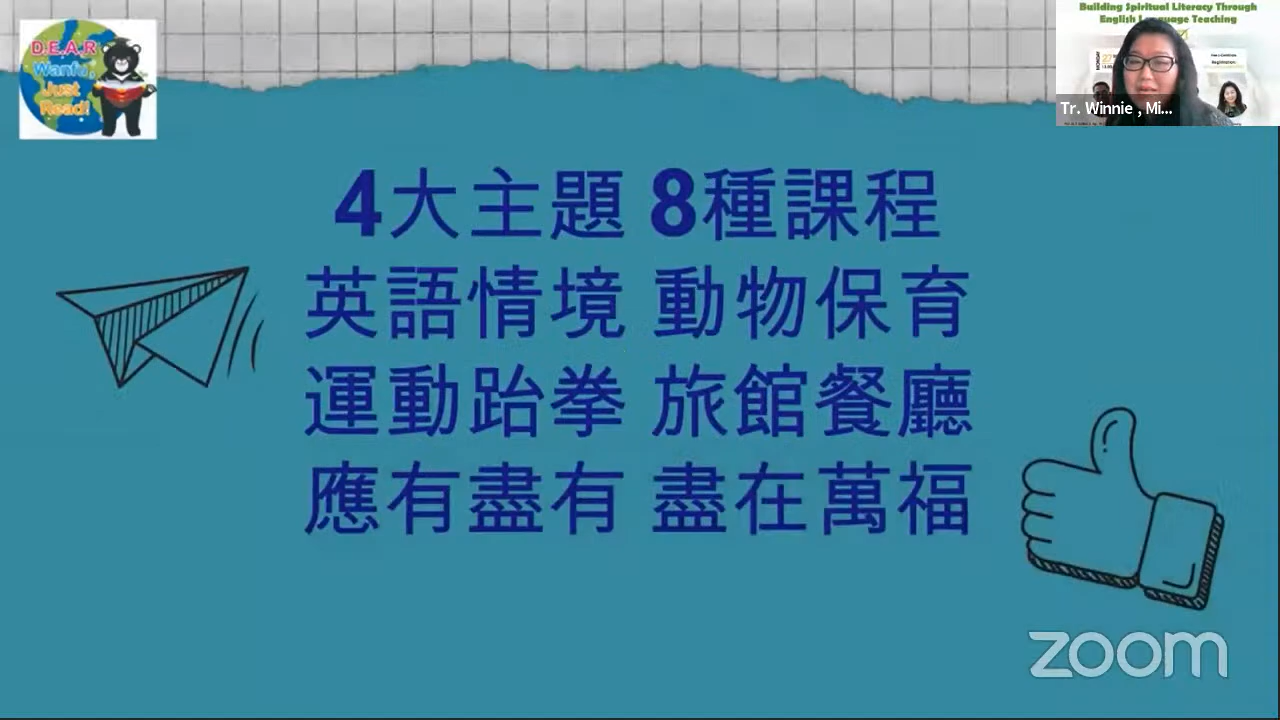 D.E.A.R
Wanfu,
Just
Read!
Building Spiritual Literacy Through
English Language Teaching
Registration
Tr. Winnie , Mi...
4大主題 8種課程
英語情境 動物保育
運動跆拳 旅館餐廳
應有盡有 盡在萬福
zoom